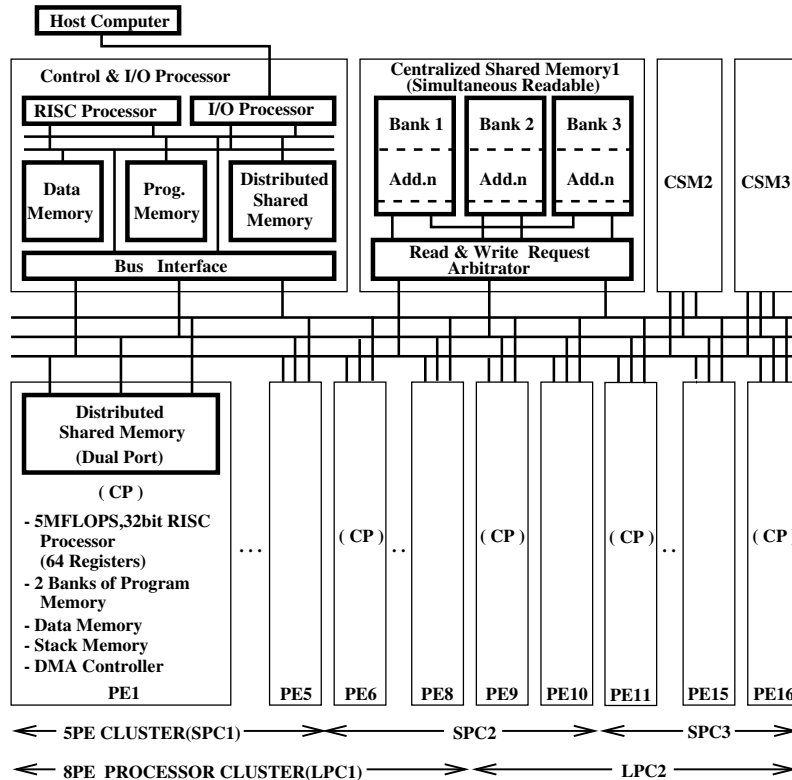 Host Computer
Control & I/O Processor
RISC Processor
I/O Processor
Data
Memory
Prog.
Memory
Distributed
Shared
Memory
Bus Interface
Centralized Shared Memory1
(Simultaneous Readable)
Bank 1
Bank 2
Bank 3
Add.n
Add.n
Add.n
Read & Write Request
Arbitrator
CSM2
CSM3
Distributed
Shared Memory
(Dual Port)
( CP )
- 5MFLOPS,32bit RISC
Processor
(64 Registers)
- 2 Banks of Program
Memory
- Data Memory
- Stack Memory
- DMA Controller
PE1
...
PE5
( CP )
PE6
..
PE8
( CP )
PE9
PE10
( CP )
PE11
..
PE15
( CP )
PE16
5PE CLUSTER(SPC1)
SPC2
SPC3
8PE PROCESSOR CLUSTER(LPC1)
LPC2